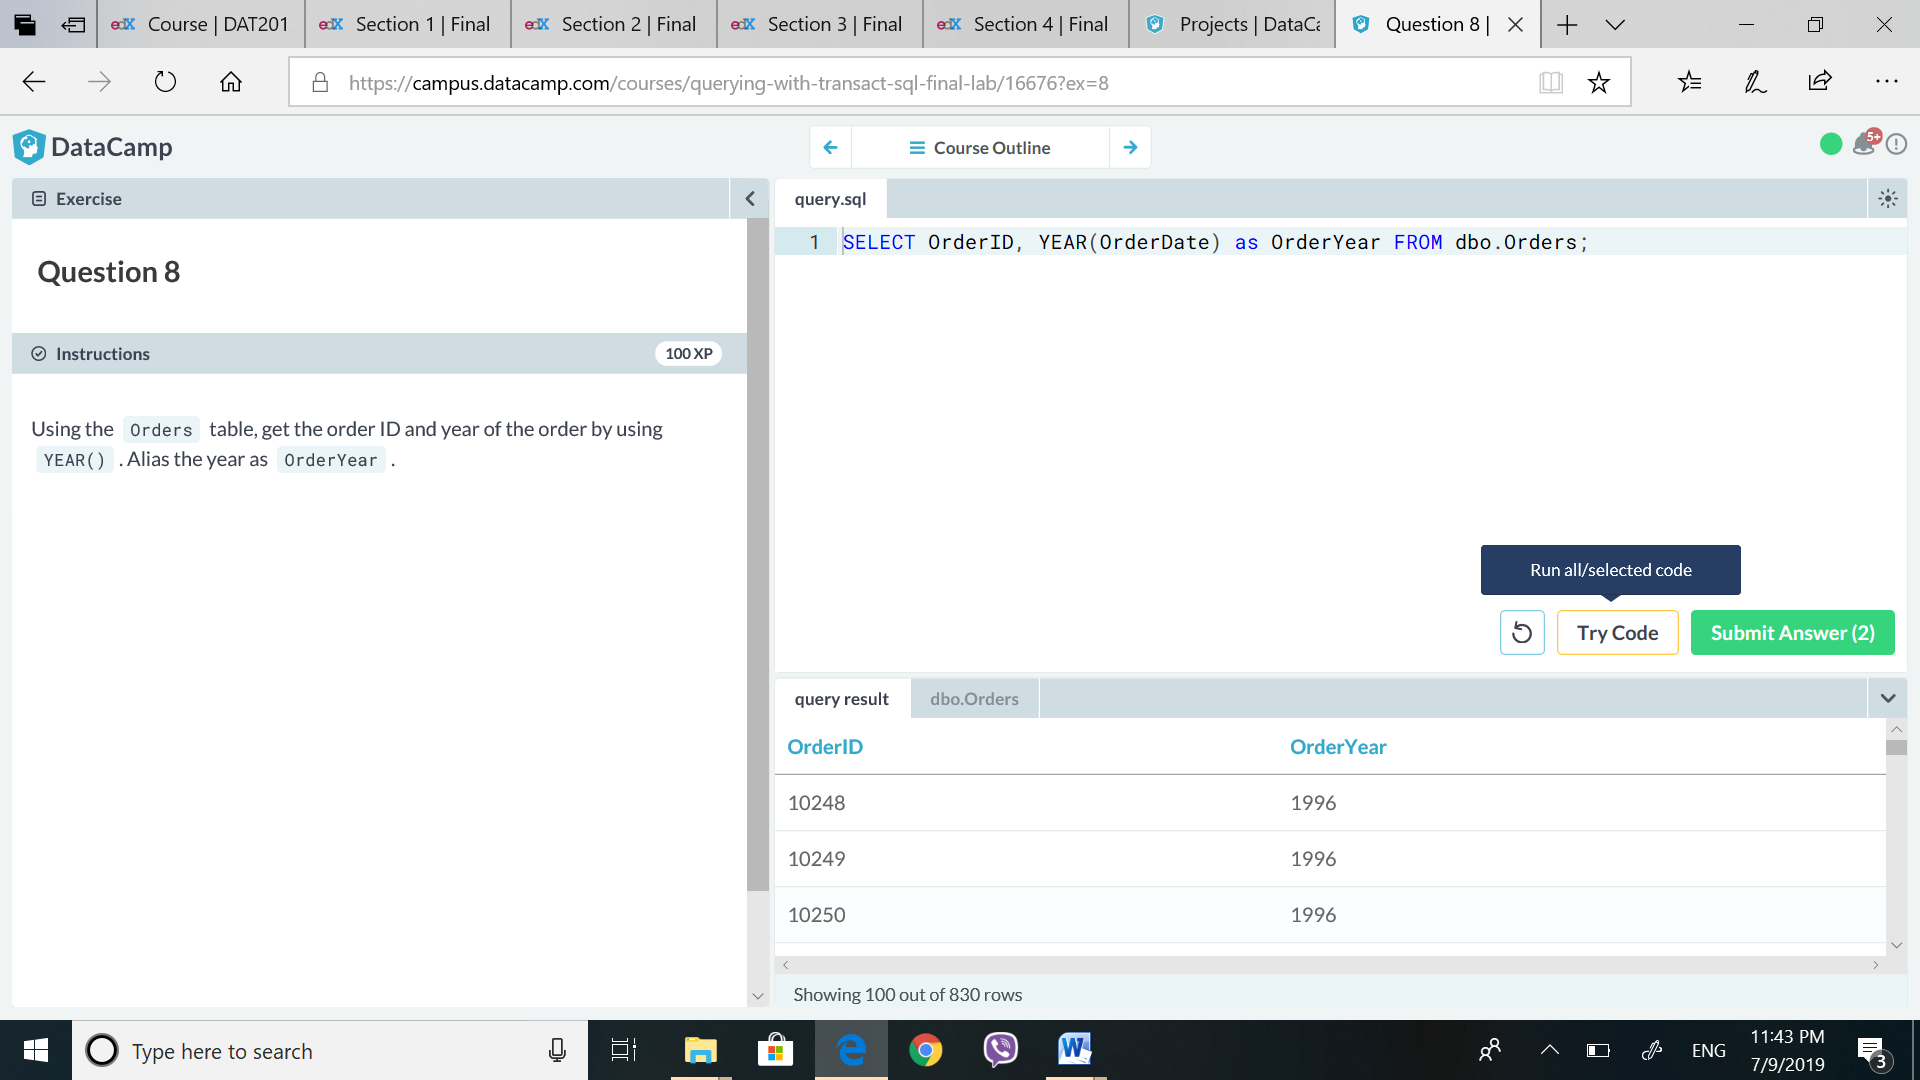 Course | DAT201
Section 1 | Final
Section 2 | Final
Section 3 | Final
Section 4 | Final
Projects | DataCa
Question 8 |
https://campus.datacamp.com/courses/querying-with-transact-sql-final-lab/16676?ex=8
DataCamp
Course Outline
5+
Exercise
Question 8
Instructions
100 XP
Using the Orders table, get the order ID and year of the order by using
YEAR() . Alias the year as OrderYear .
query.sql
1 SELECT OrderID, YEAR(OrderDate) as OrderYear FROM dbo.Orders;
Run all/selected code
Try Code
Submit Answer (2)
query result
dbo.Orders
OrderID OrderYear
10248 1996
10249 1996
10250 1996
Showing 100 out of 830 rows
Type here to search
ENG
11:43 PM
7/9/2019
3